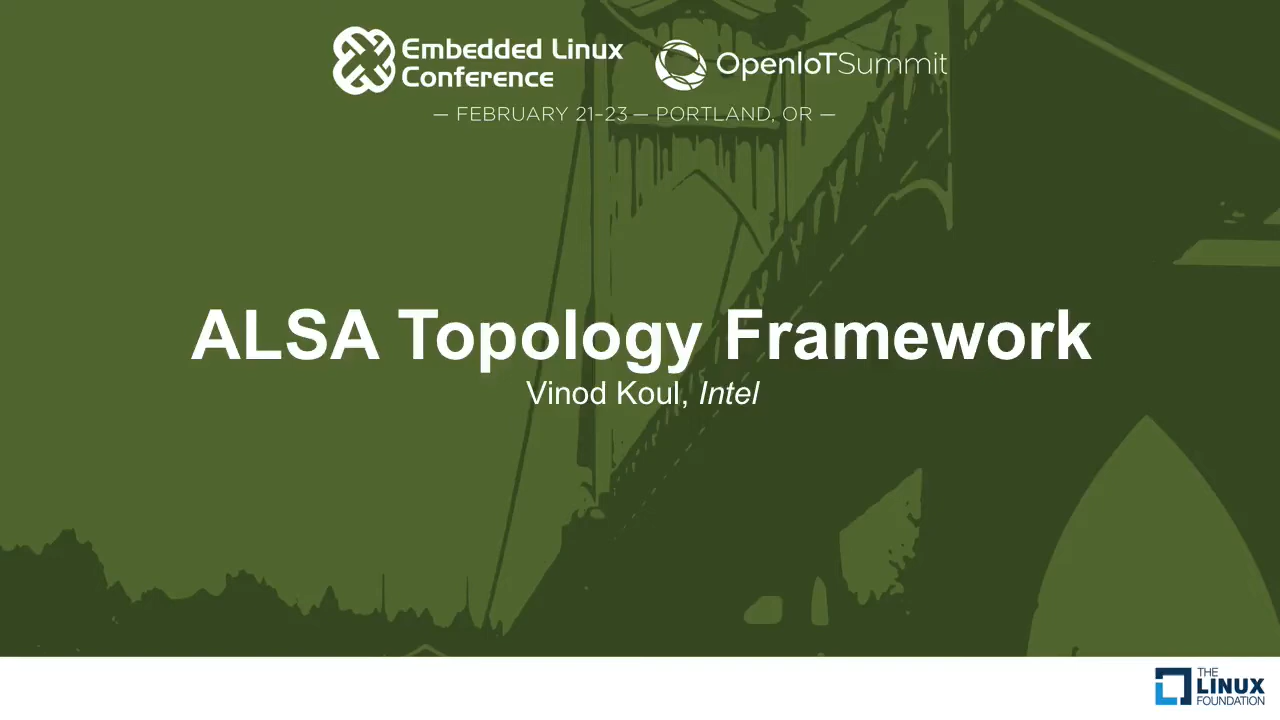 Embedded Linux
Conference
OpenIoTSummit
— FEBRUARY 21–23 — PORTLAND, OR —
ALSA Topology Framework
Vinod Koul, Intel
THE
LINUX
FOUNDATION